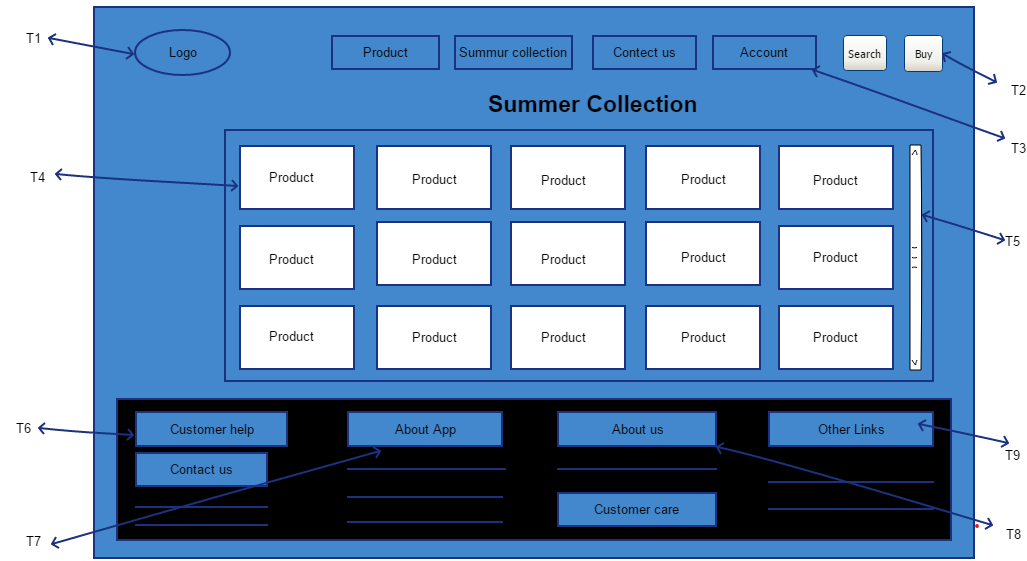 T1
Logo
Product
Summur collection
Contect us
Account
Search
Buy
T2
Summer Collection
T3
T4
Product
Product
Product
Product
Product
T5
Product
Product
Product
Product
Product
Product
Product
Product
Product
Product
T6
Customer help
About App
About us
Other Links
T9
Contact us
Customer care
T7
T8